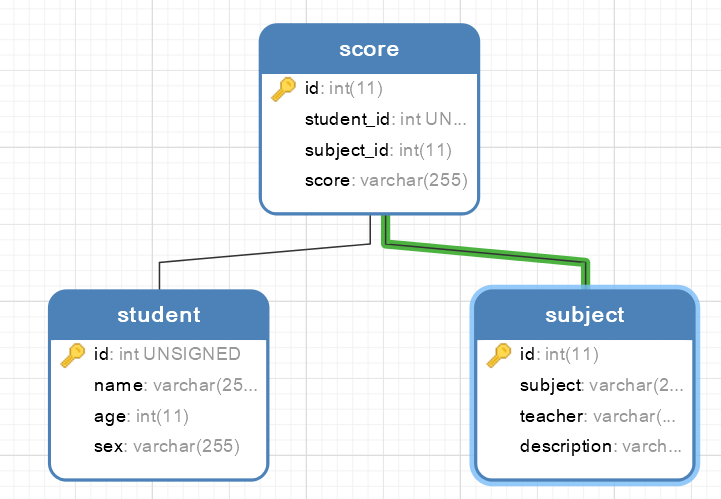 score
id: int(11)
student_id: int UN...
subject_id: int(11)
score: varchar(255)
student
id: int UNSIGNED
name: varchar(25...
age: int(11)
sex: varchar(255)
subject
id: int(11)
subject: varchar(2...
teacher: varchar(...
description: varch...